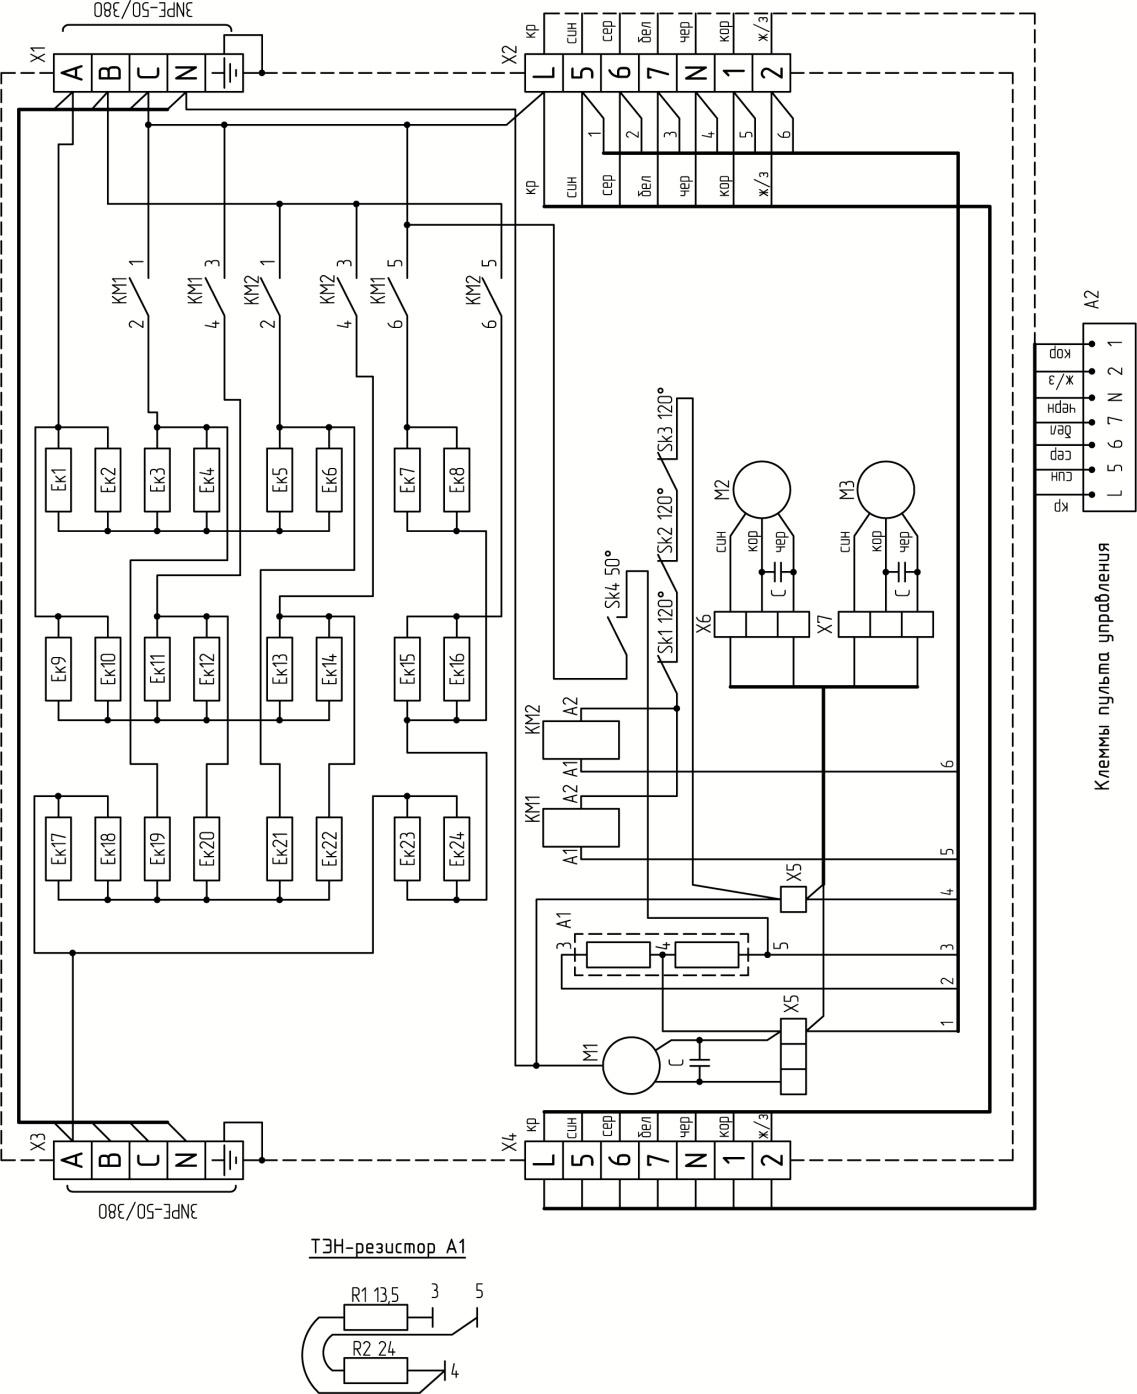 3NPE-50/380
X1
A
B
C
N
X2
кр
син
сер
бел
чер
кор
ж/з
L
5
6
7
N
1
2
1
2
3
4
5
6
кр
син
сер
бел
чер
кор
ж/з
КМ1
1
2
КМ1
3
4
КМ2
1
2
КМ2
3
4
КМ1
5
6
КМ2
5
6
А2
кор
ж/з
черн
бел
сер
син
кр
1
2
N
7
6
5
L
Клеммы пульта управления
Ек1
Ек2
Ек3
Ек4
Ек5
Ек6
Ек7
Ек8
Ек9
Ек10
Ек11
Ек12
Ек13
Ек14
Ек15
Ек16
Ек17
Ек18
Ек19
Ек20
Ек21
Ек22
Ек23
Ек24
Sk3 120°
Sk2 120°
Sk1 120°
Sk4 50°
М2
син
кор
чер
С
X6
М3
син
кор
чер
С
X7
КМ2
А2
А1
КМ1
А2
А1
6
5
X5
4
А1
3
4
5
3
2
X5
1
М1
С
X3
A
B
C
N
3NPE-50/380
X4
кр
син
сер
бел
чер
кор
ж/з
L
5
6
7
N
1
2
ТЭН-резистор А1
R1 13,5
3
5
R2 24
4